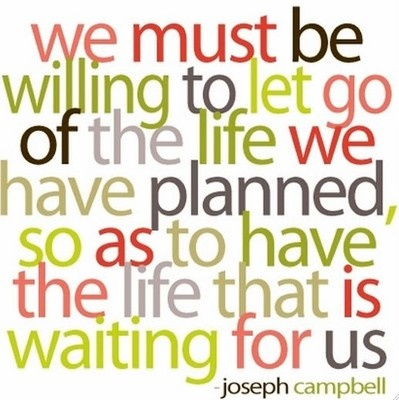 we must be
willing to let go
of the life we
have planned,
so as to have
the life that is
waiting for us
-joseph campbell